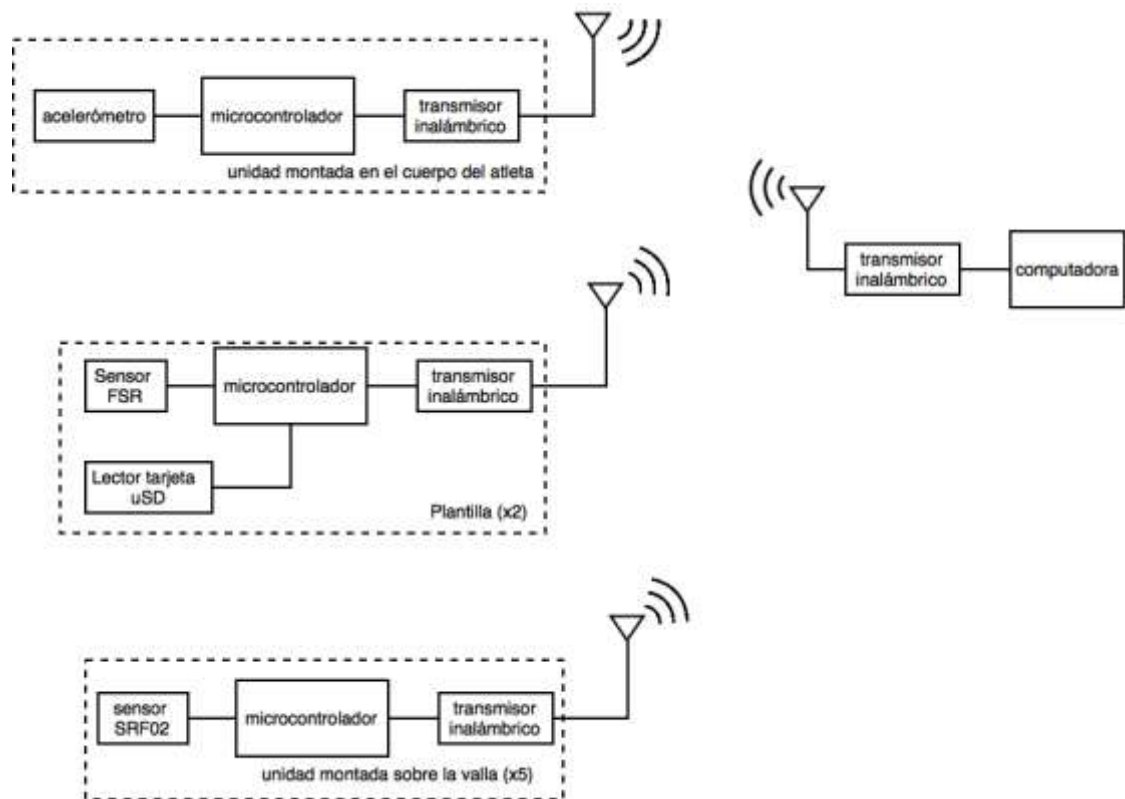 acelerómetro
microcontrolador
transmisor
inalámbrico
unidad montada en el cuerpo del atleta
transmisor
inalámbrico
computadora
Sensor
FSR
microcontrolador
transmisor
inalámbrico
Lector tarjeta
uSD
Plantilla (x2)
sensor
SRF02
microcontrolador
transmisor
inalámbrico
unidad montada sobre la valla (x5)